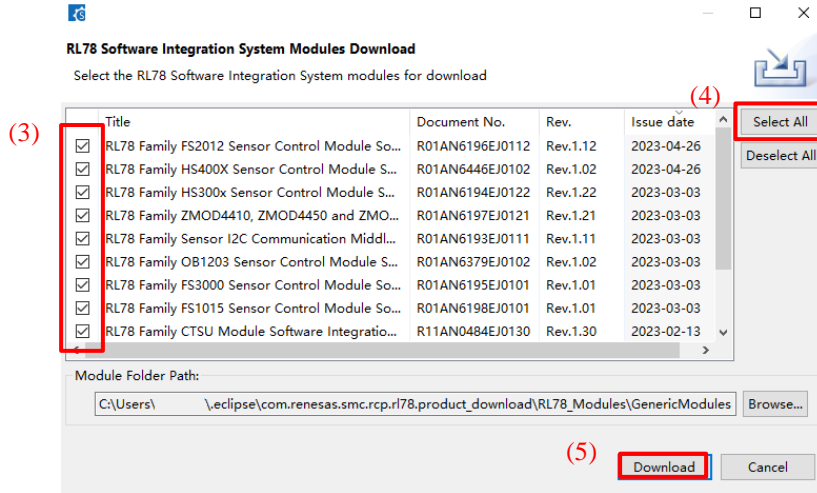 RL78 Software Integration System Modules Download
Select the RL78 Software Integration System modules for download
(4)
(3)
Title Document No. Rev. Issue date
Select All
RL78 Family FS2012 Sensor Control Module So... R01AN6196EJ0112 Rev.1.12 2023-04-26
Deselect All
RL78 Family HS400X Sensor Control Module S... R01AN6446EJ0102 Rev.1.02 2023-04-26
RL78 Family HS300x Sensor Control Module S... R01AN6194EJ0122 Rev.1.22 2023-03-03
RL78 Family ZMOD4410, ZMOD4450 and ZMO... R01AN6197EJ0121 Rev.1.21 2023-03-03
RL78 Family Sensor I2C Communication Middl... R01AN6193EJ0111 Rev.1.11 2023-03-03
RL78 Family OB1203 Sensor Control Module S... R01AN6379EJ0102 Rev.1.02 2023-03-03
RL78 Family FS3000 Sensor Control Module So... R01AN6195EJ0101 Rev.1.01 2023-03-03
RL78 Family FS1015 Sensor Control Module So... R01AN6198EJ0101 Rev.1.01 2023-03-03
RL78 Family CTSU Module Software Integratio... R11AN0484EJ0130 Rev.1.30 2023-02-13
Module Folder Path:
C:\Users\ \.eclipse\com.renesas.smc.rcp.rl78.product_download\RL78_Modules\GenericModules Browse...
(5)
Download Cancel